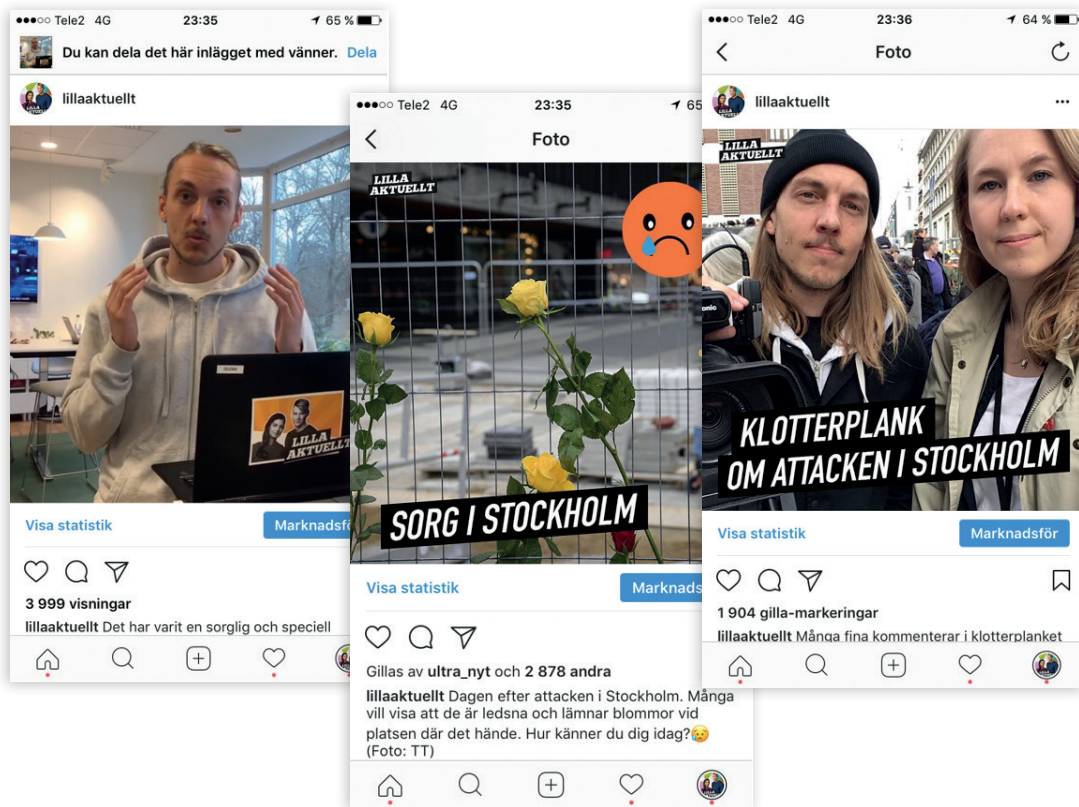 Tele2 4G 23:35 65 %
Du kan dela det här inlägget med vänner. Dela
lillaaktuellt
LILLA
AKTUELLT
Visa statistik
3 999 visningar
lillaaktuellt Det har varit en sorglig och speciell
Tele2 4G 23:35 65
Foto
LILLA
AKTUELLT
SORG I STOCKHOLM
Visa statistik
Gillas av ultra_nyt och 2 878 andra
lillaaktuellt Dagen efter attacken i Stockholm. Många
vill visa att de är ledsna och lämnar blommor vid
platsen där det hände. Hur känner du dig idag?😥
(Foto: TT)
Tele2 4G 23:36 64 %
Foto
lillaaktuellt
LILLA
AKTUELLT
KLOTTERPLANK
OM ATTACKEN I STOCKHOLM
Visa statistik Marknadsför
1 904 gilla-markeringar
lillaaktuellt Många fina kommenterar i klotterplanket